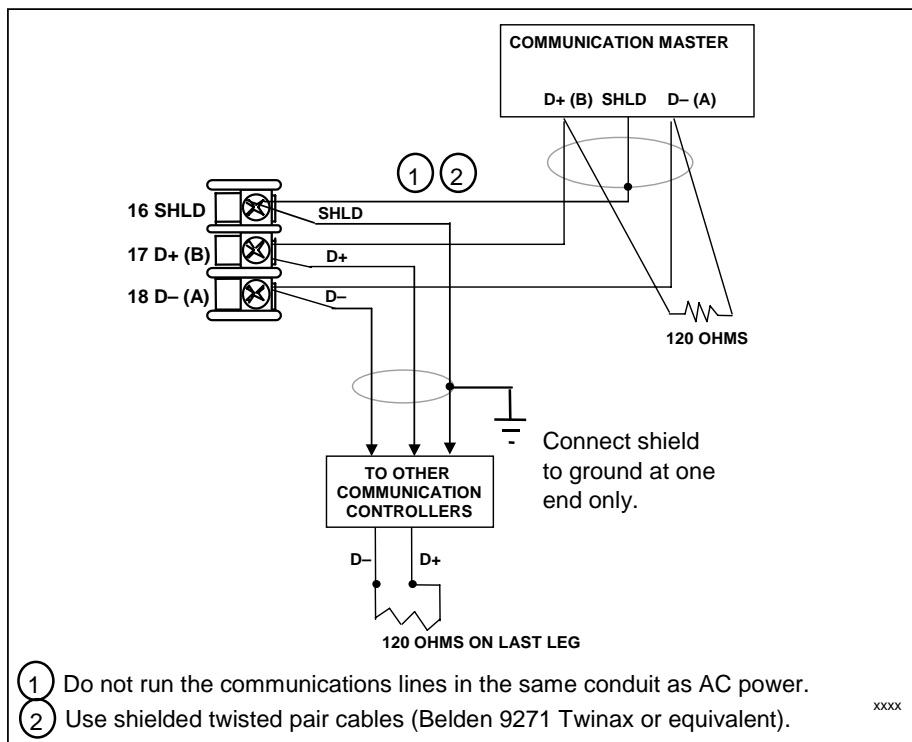 COMMUNICATION MASTER
D+ (B) SHLD D– (A)
1 2
16 SHLD
SHLD
17 D+ (B)
D+
18 D– (A)
D–
120 OHMS
Connect shield
to ground at one
end only.
TO OTHER
COMMUNICATION
CONTROLLERS
D– D+
120 OHMS ON LAST LEG
1 Do not run the communications lines in the same conduit as AC power.
2 Use shielded twisted pair cables (Belden 9271 Twinax or equivalent).
xxxx